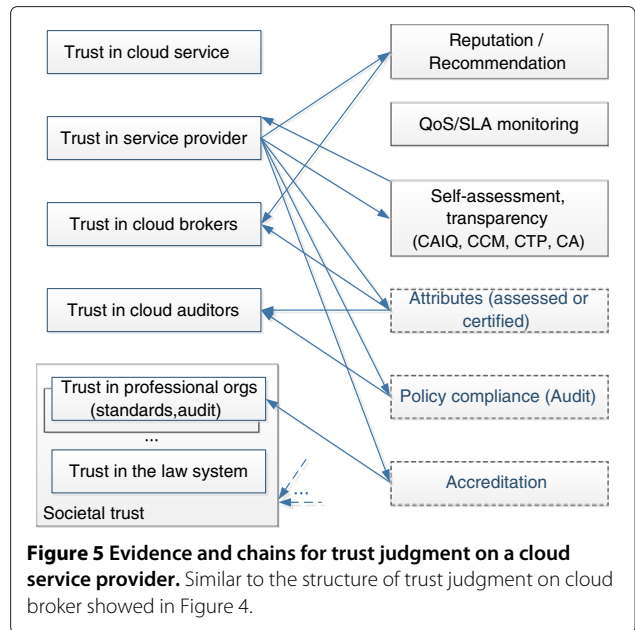 Trust in cloud service
Trust in service provider
Trust in cloud brokers
Trust in cloud auditors
Trust in professional orgs
(standards,audit)
...
Trust in the law system
Societal trust
...
Reputation /
Recommendation
QoS/SLA monitoring
Self-assessment,
transparency
(CAIQ, CCM, CTP, CA)
Attributes (assessed or
certified)
Policy compliance (Audit)
Accreditation
Figure 5 Evidence and chains for trust judgment on a cloud
service provider. Similar to the structure of trust judgment on cloud
broker showed in Figure 4.